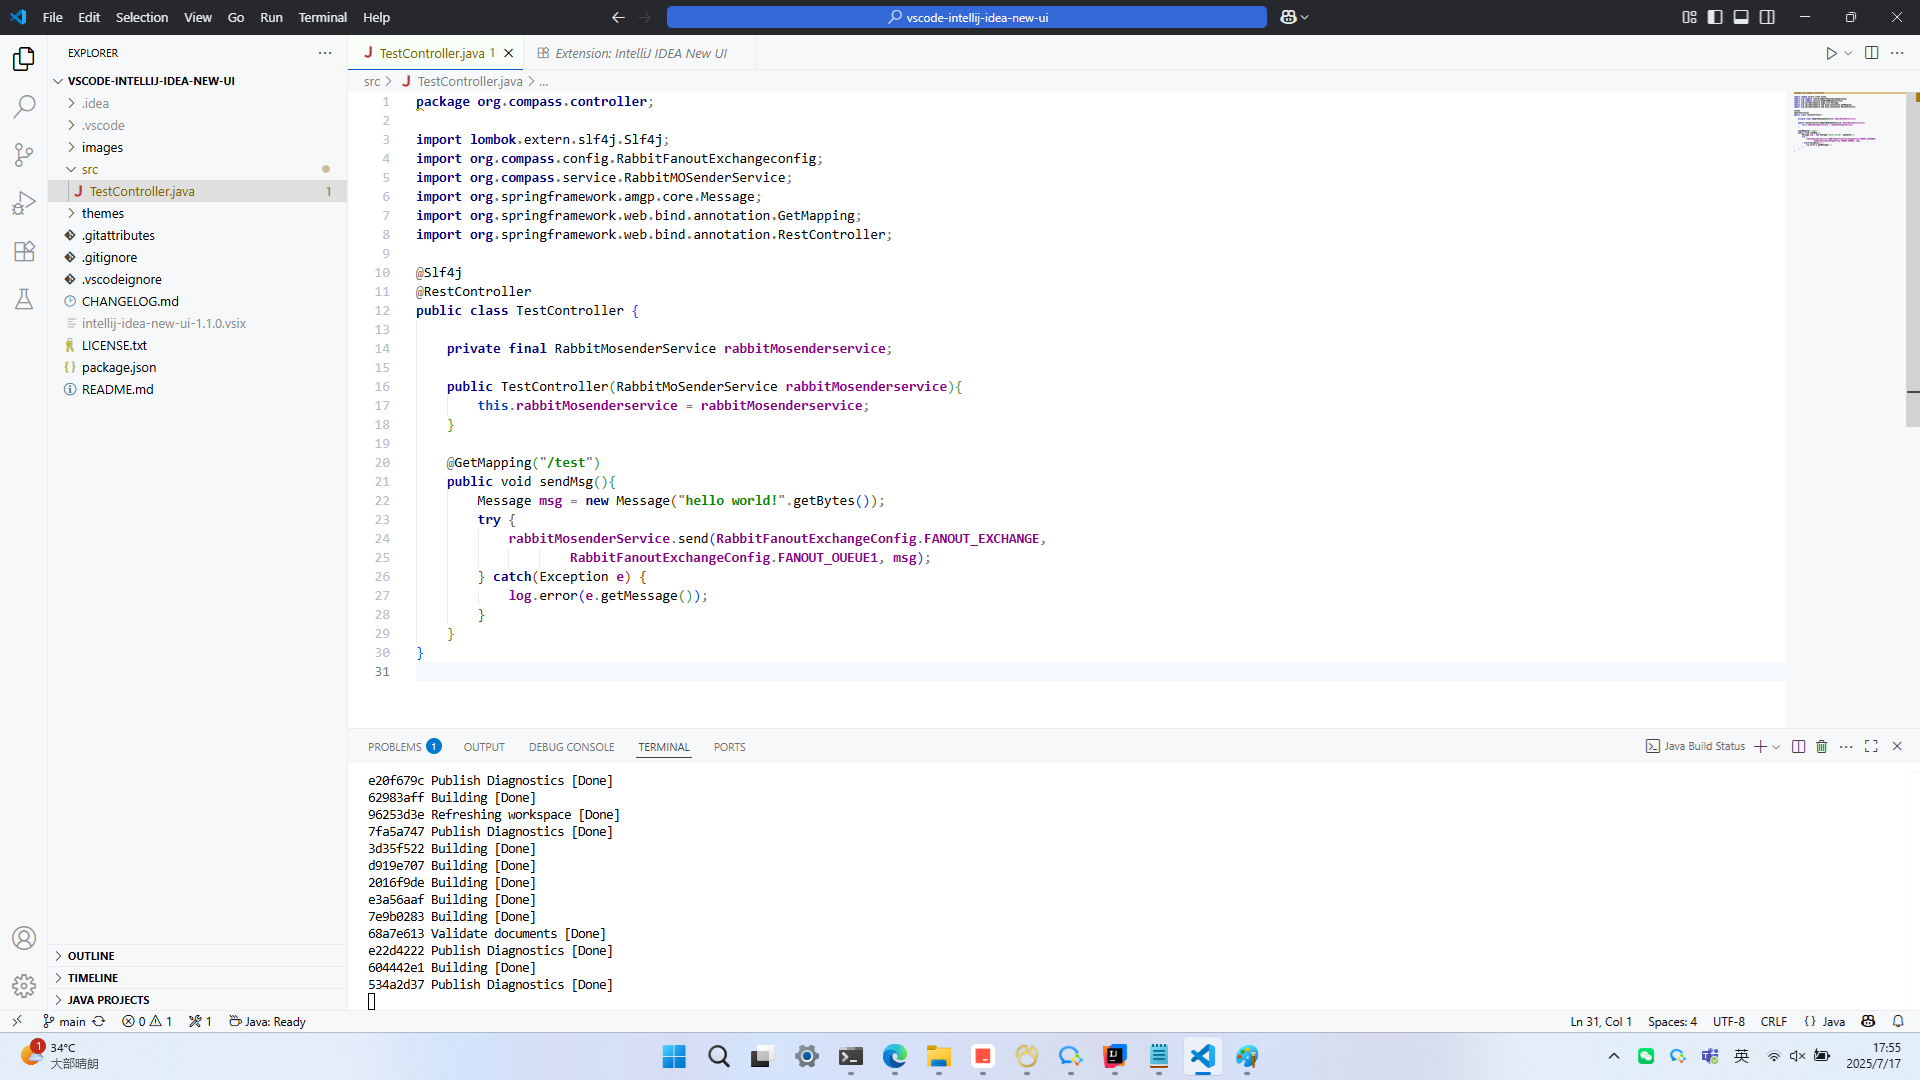 File Edit Selection View Go Run Terminal Help
vscode-intellij-idea-new-ui
EXPLORER
VSCODE-INTELLIJ-IDEA-NEW-UI
.idea
.vscode
images
src
TestController.java 1
themes
.gitattributes
.gitignore
.vscodeignore
CHANGELOG.md
intellij-idea-new-ui-1.1.0.vsix
LICENSE.txt
package.json
README.md
OUTLINE
TIMELINE
JAVA PROJECTS
TestController.java 1
Extension: IntelliJ IDEA New UI
src > TestController.java > ...
1 package org.compass.controller;
2
3 import lombok.extern.slf4j.Slf4j;
4 import org.compass.config.RabbitFanoutExchangeconfig;
5 import org.compass.service.RabbitMOSenderService;
6 import org.springframework.amgp.core.Message;
7 import org.springframework.web.bind.annotation.GetMapping;
8 import org.springframework.web.bind.annotation.RestController;
9
10 @Slf4j
11 @RestController
12 public class TestController {
13
14 private final RabbitMosenderService rabbitMosenderservice;
15
16 public TestController(RabbitMoSenderService rabbitMosenderservice){
17 this.rabbitMosenderservice = rabbitMosenderservice;
18 }
19
20 @GetMapping("/test")
21 public void sendMsg(){
22 Message msg = new Message("hello world!".getBytes());
23 try {
24 rabbitMosenderService.send(RabbitFanoutExchangeConfig.FANOUT_EXCHANGE,
25 RabbitFanoutExchangeConfig.FANOUT_OUEUE1, msg);
26 } catch(Exception e) {
27 log.error(e.getMessage());
28 }
29 }
30 }
31
PROBLEMS 1 OUTPUT DEBUG CONSOLE TERMINAL PORTS
Java Build Status
e20f679c Publish Diagnostics [Done]
62983aff Building [Done]
96253d3e Refreshing workspace [Done]
7fa5a747 Publish Diagnostics [Done]
3d35f522 Building [Done]
d919e707 Building [Done]
2016f9de Building [Done]
e3a56aaf Building [Done]
7e9b0283 Building [Done]
68a7e613 Validate documents [Done]
e22d4222 Publish Diagnostics [Done]
604442e1 Building [Done]
534a2d37 Publish Diagnostics [Done]
main 0 1 1 Java: Ready
Ln 31, Col 1 Spaces: 4 UTF-8 CRLF {} Java
1
34°C
大部晴朗
英
17:55
2025/7/17